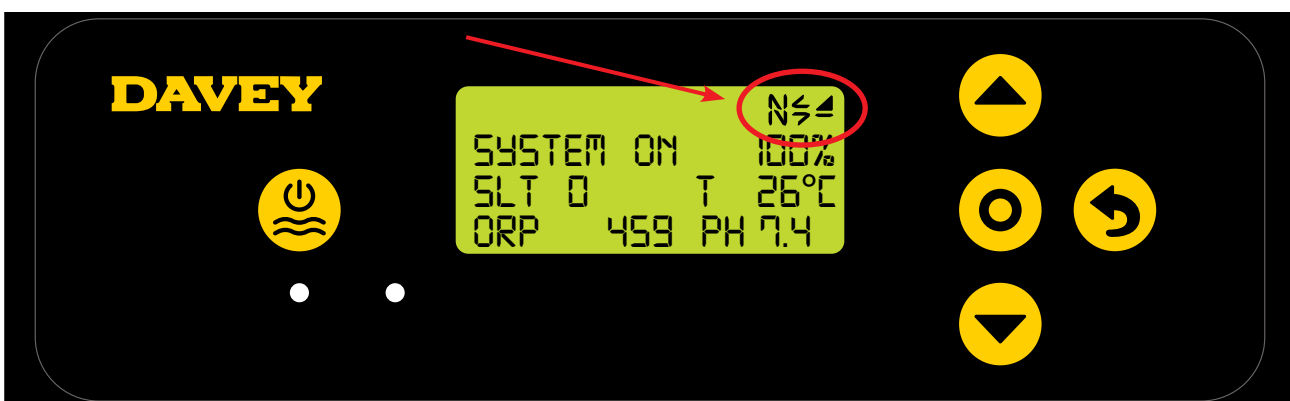 DAVEY
N
SYSTEM ON 100%
SLT 0 T 26°C
ORP 459 PH 7.4